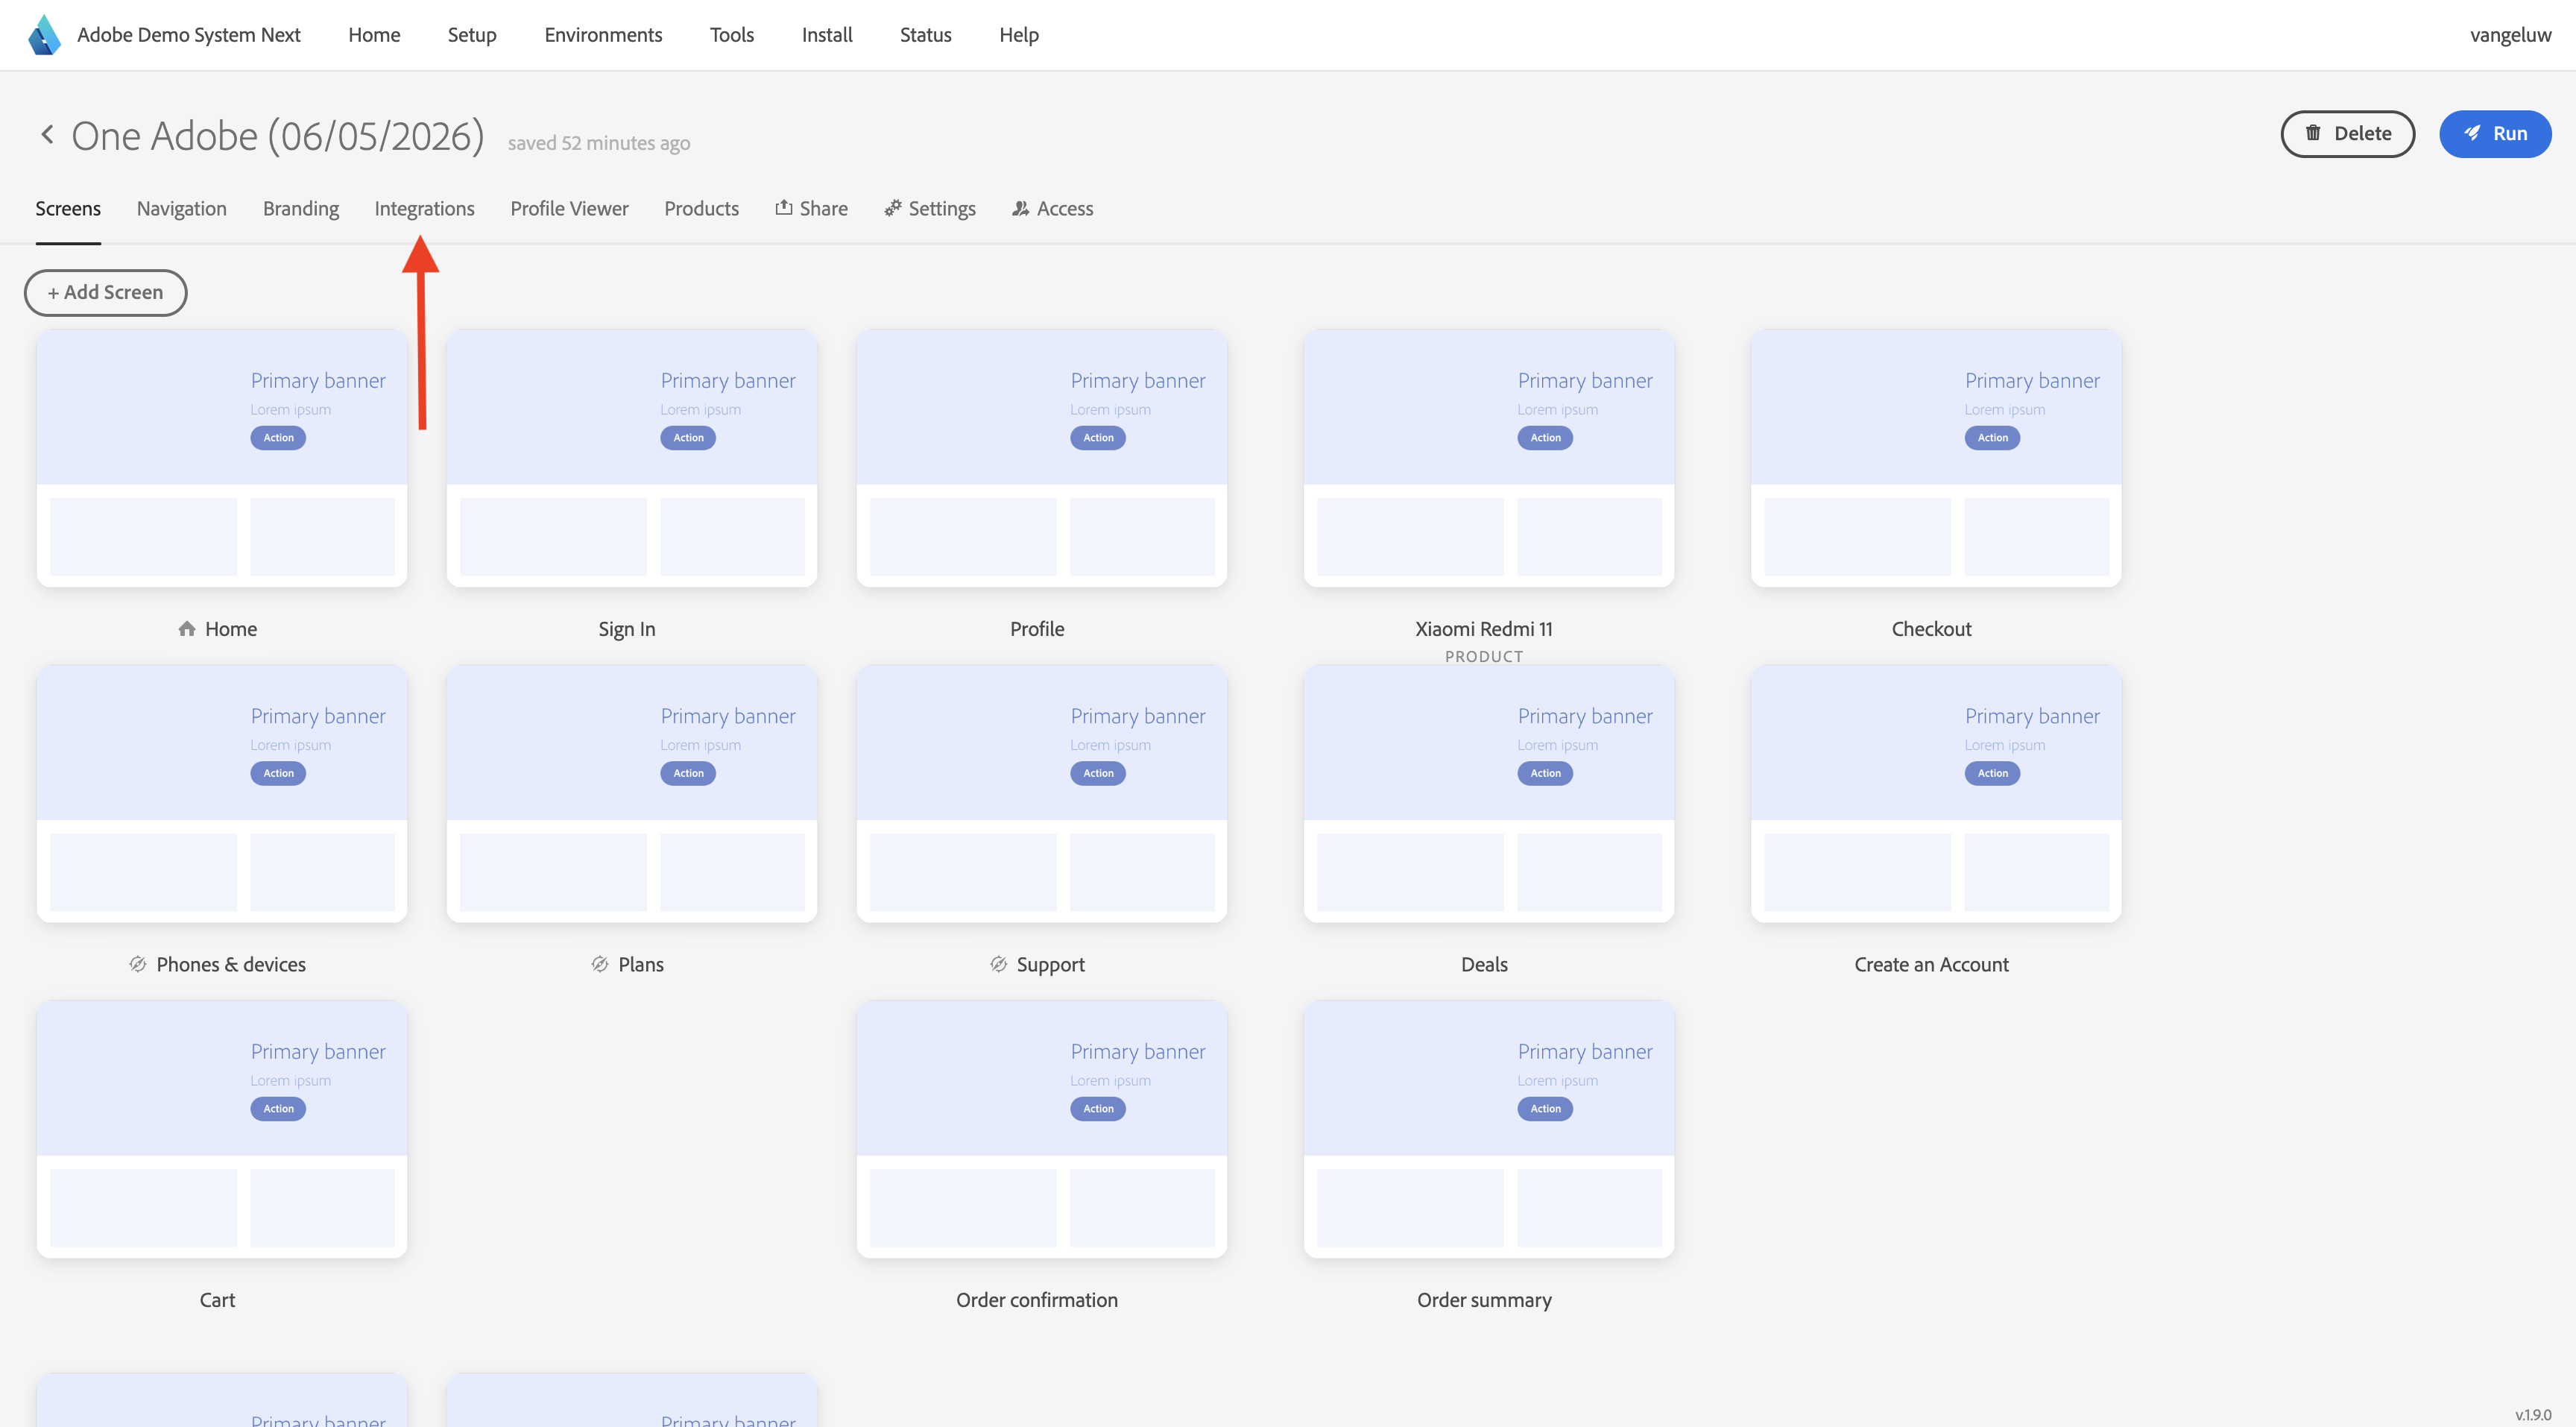 Adobe Demo System Next Home Setup Environments Tools Install Status Help vangeluw
One Adobe (06/05/2026) saved 52 minutes ago Delete Run
Screens Navigation Branding Integrations Profile Viewer Products Share Settings Access
+ Add Screen
Primary banner Primary banner Primary banner Primary banner Primary banner
Lorem ipsum Lorem ipsum Lorem ipsum Lorem ipsum Lorem ipsum
Action Action Action Action Action
Home Sign In Profile Xiaomi Redmi 11 Checkout
PRODUCT
Primary banner Primary banner Primary banner Primary banner Primary banner
Lorem ipsum Lorem ipsum Lorem ipsum Lorem ipsum Lorem ipsum
Action Action Action Action Action
Phones & devices Plans Support Deals Create an Account
Primary banner Primary banner Primary banner
Lorem ipsum Lorem ipsum Lorem ipsum
Action Action Action
Cart Order confirmation Order summary
Primary banner Primary banner
v.1.9.0